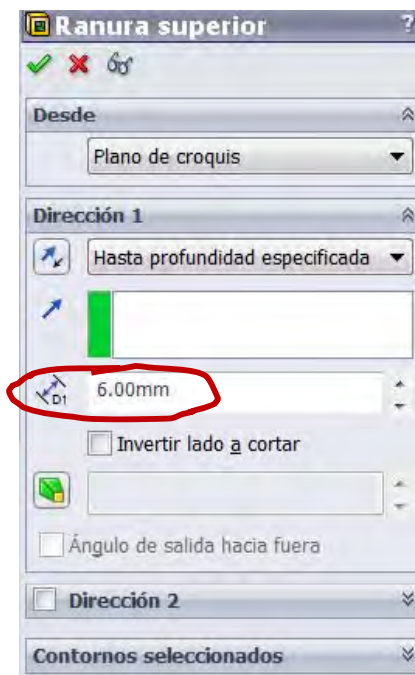 Ranura superior ?
Desde
Plano de croquis
Dirección 1
Hasta profundidad especificada
D1 6.00mm
Invertir lado a cortar
Ángulo de salida hacia fuera
Dirección 2
Contornos seleccionados